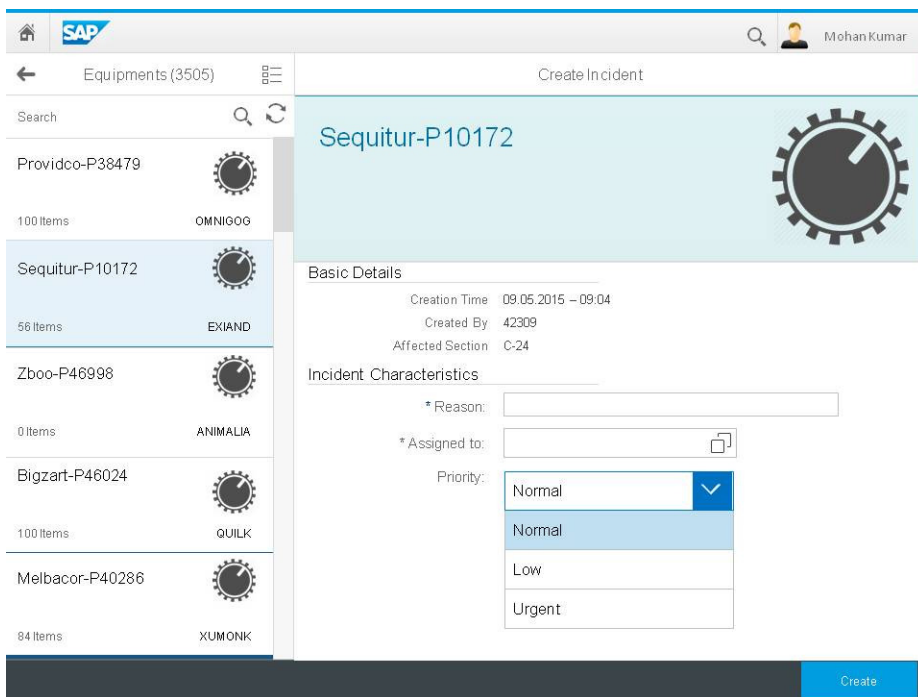 SAP
Mohan Kumar
Equipments (3505)
Create Incident
Search
Providco-P38479
100 Items
OMNIGOG
Sequitur-P10172
56 Items
EXIAND
Zboo-P46998
0 Items
ANIMALIA
Bigzart-P46024
100 Items
QUILK
Melbacor-P40286
84 Items
XUMONK
Sequitur-P10172
Basic Details
Creation Time 09.05.2015 – 09:04
Created By 42309
Affected Section C-24
Incident Characteristics
* Reason:
* Assigned to:
Priority:
Normal
Normal
Low
Urgent
Create